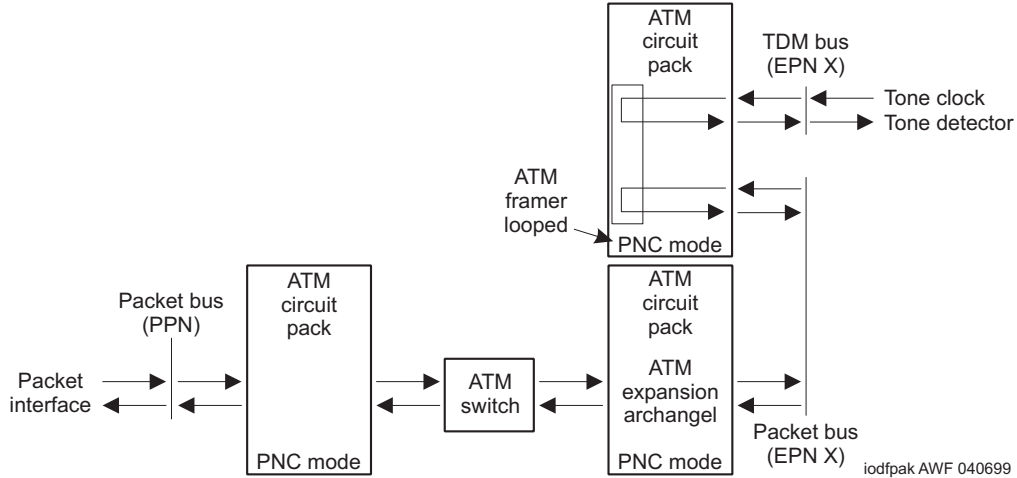 ATM
circuit
pack
TDM bus
(EPN X)
Tone clock
Tone detector
ATM
framer
looped
PNC mode
Packet bus
(PPN)
ATM
circuit
pack
ATM
circuit
pack
Packet
interface
ATM
switch
ATM
expansion
archangel
PNC mode
PNC mode
Packet bus
(EPN X)
iodfpak AWF 040699